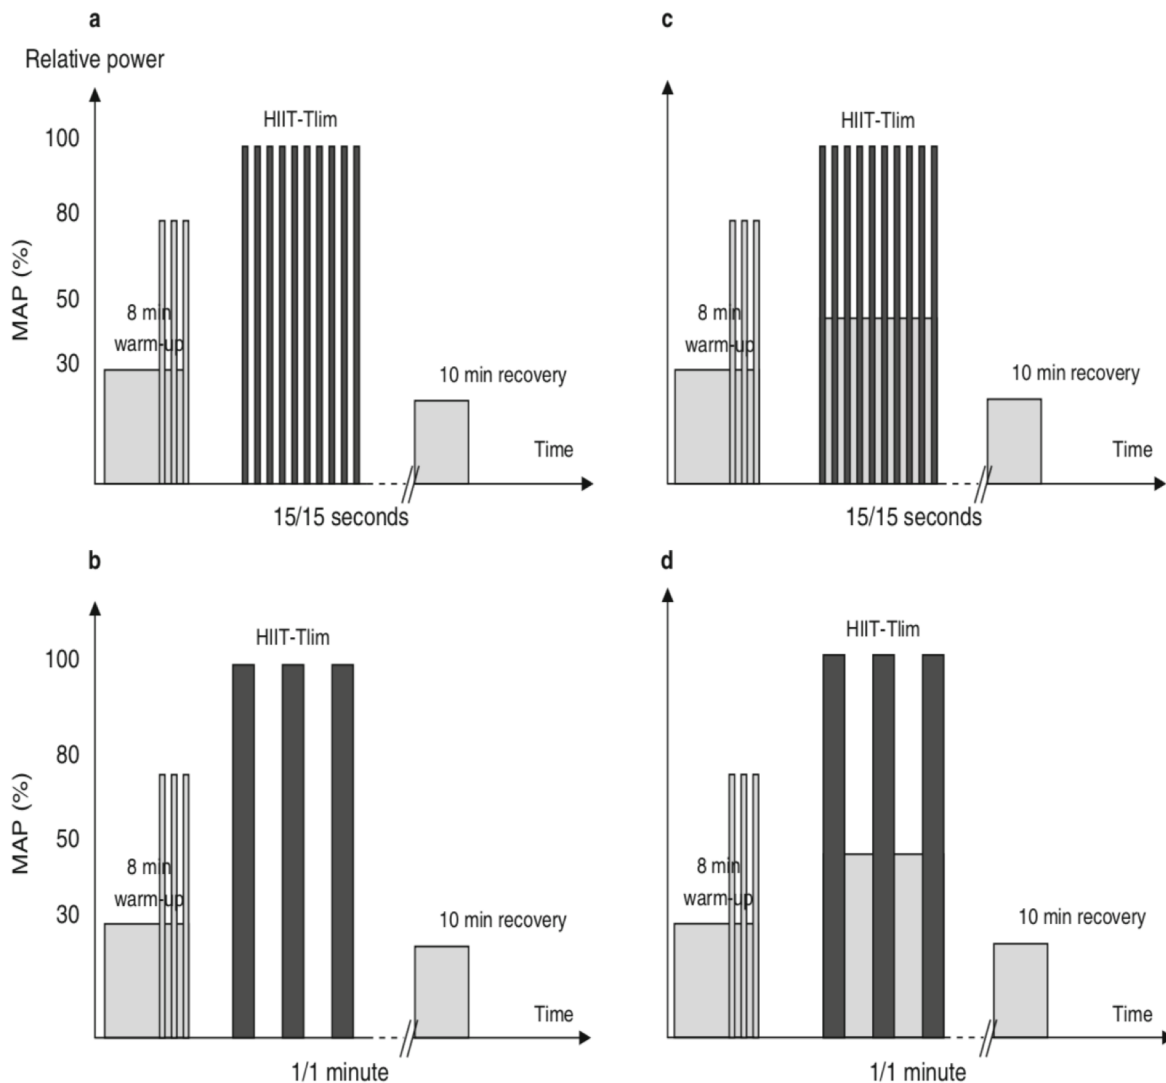 a
Relative power
HIIT-Tlim
100
80
50
30
MAP (%)
8 min
warm-up
10 min recovery
Time
15/15 seconds
c
HIIT-Tlim
8 min
warm-up
10 min recovery
Time
15/15 seconds
b
HIIT-Tlim
100
80
50
30
MAP (%)
8 min
warm-up
10 min recovery
Time
1/1 minute
d
HIIT-Tlim
8 min
warm-up
10 min recovery
Time
1/1 minute